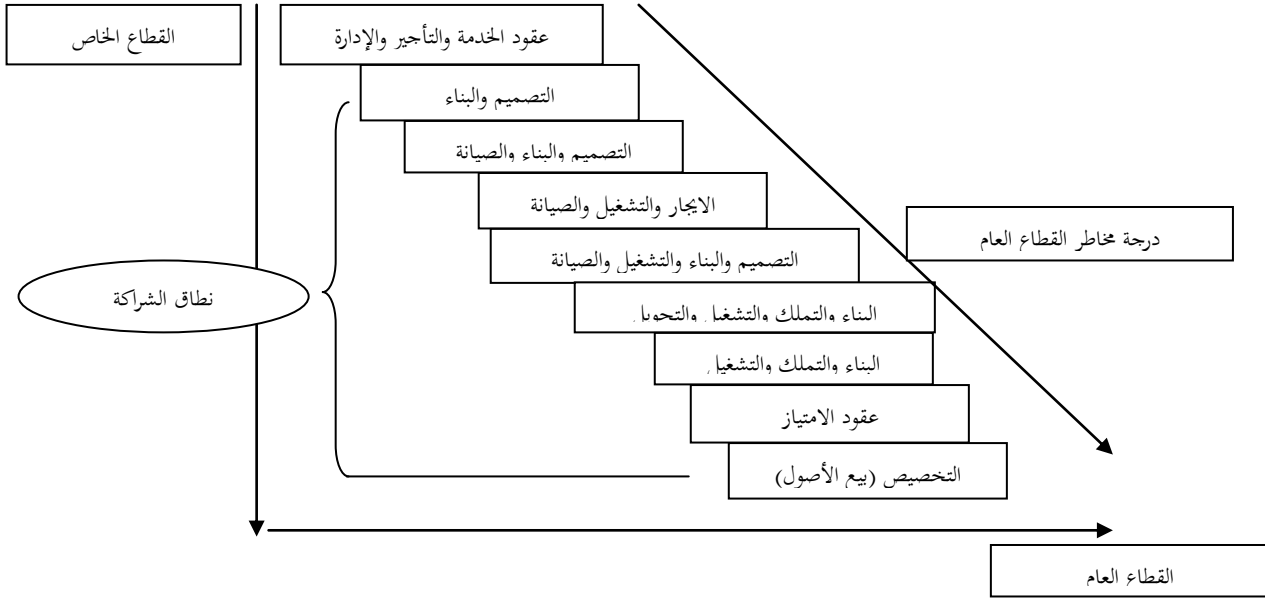 القطاع الخاص
عقود الخدمة والتأجير والإدارة
التصميم والبناء
التصميم والبناء والصيانة
الايجار والتشغيل والصيانة
درجة مخاطر القطاع العام
التصميم والبناء والتشغيل والصيانة
نطاق الشراكة
البناء والتملك والتشغيل والتحويل
البناء والتملك والتشغيل
عقود الامتياز
التخصيص (بيع الأصول)
القطاع العام